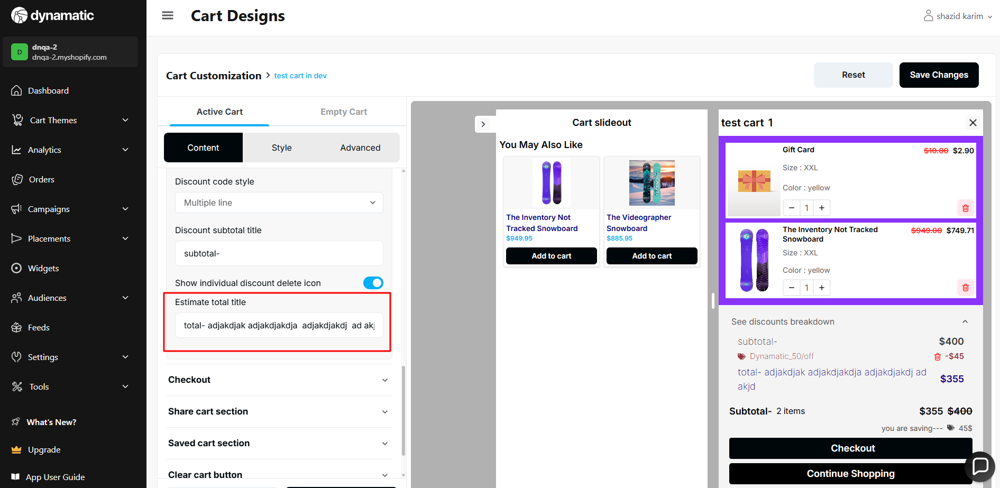 dynamatic
Cart Designs
shazid karim
D
dnqa-2
dnqa-2.myshopify.com
Dashboard
Cart Themes
Analytics
Orders
Campaigns
Placements
Widgets
Audiences
Feeds
Settings
Tools
What's New?
Upgrade
App User Guide
Cart Customization > test cart in dev
Reset
Save Changes
Active Cart
Empty Cart
Content
Style
Advanced
Discount code style
Multiple line
Discount subtotal title
subtotal-
Show individual discount delete icon
Estimate total title
total- adjakdjak adjakdjakdja  adjakdjakdj  ad akj
Checkout
Share cart section
Saved cart section
Clear cart button
Cart slideout
You May Also Like
The Inventory Not
Tracked Snowboard
$949.95
Add to cart
The Videographer
Snowboard
$885.95
Add to cart
test cart 1
Gift Card
$10.00 $2.90
Size : XXL
Color : yellow
− 1 +
The Inventory Not Tracked
Snowboard
$949.00 $749.71
Size : XXL
Color : yellow
− 1 +
See discounts breakdown
subtotal- $400
Dynamatic_50/off -$45
total- adjakdjak adjakdjakdja adjakdjakdj ad
akjd
$355
Subtotal- 2 items $355 $400
you are saving--- 45$
Checkout
Continue Shopping